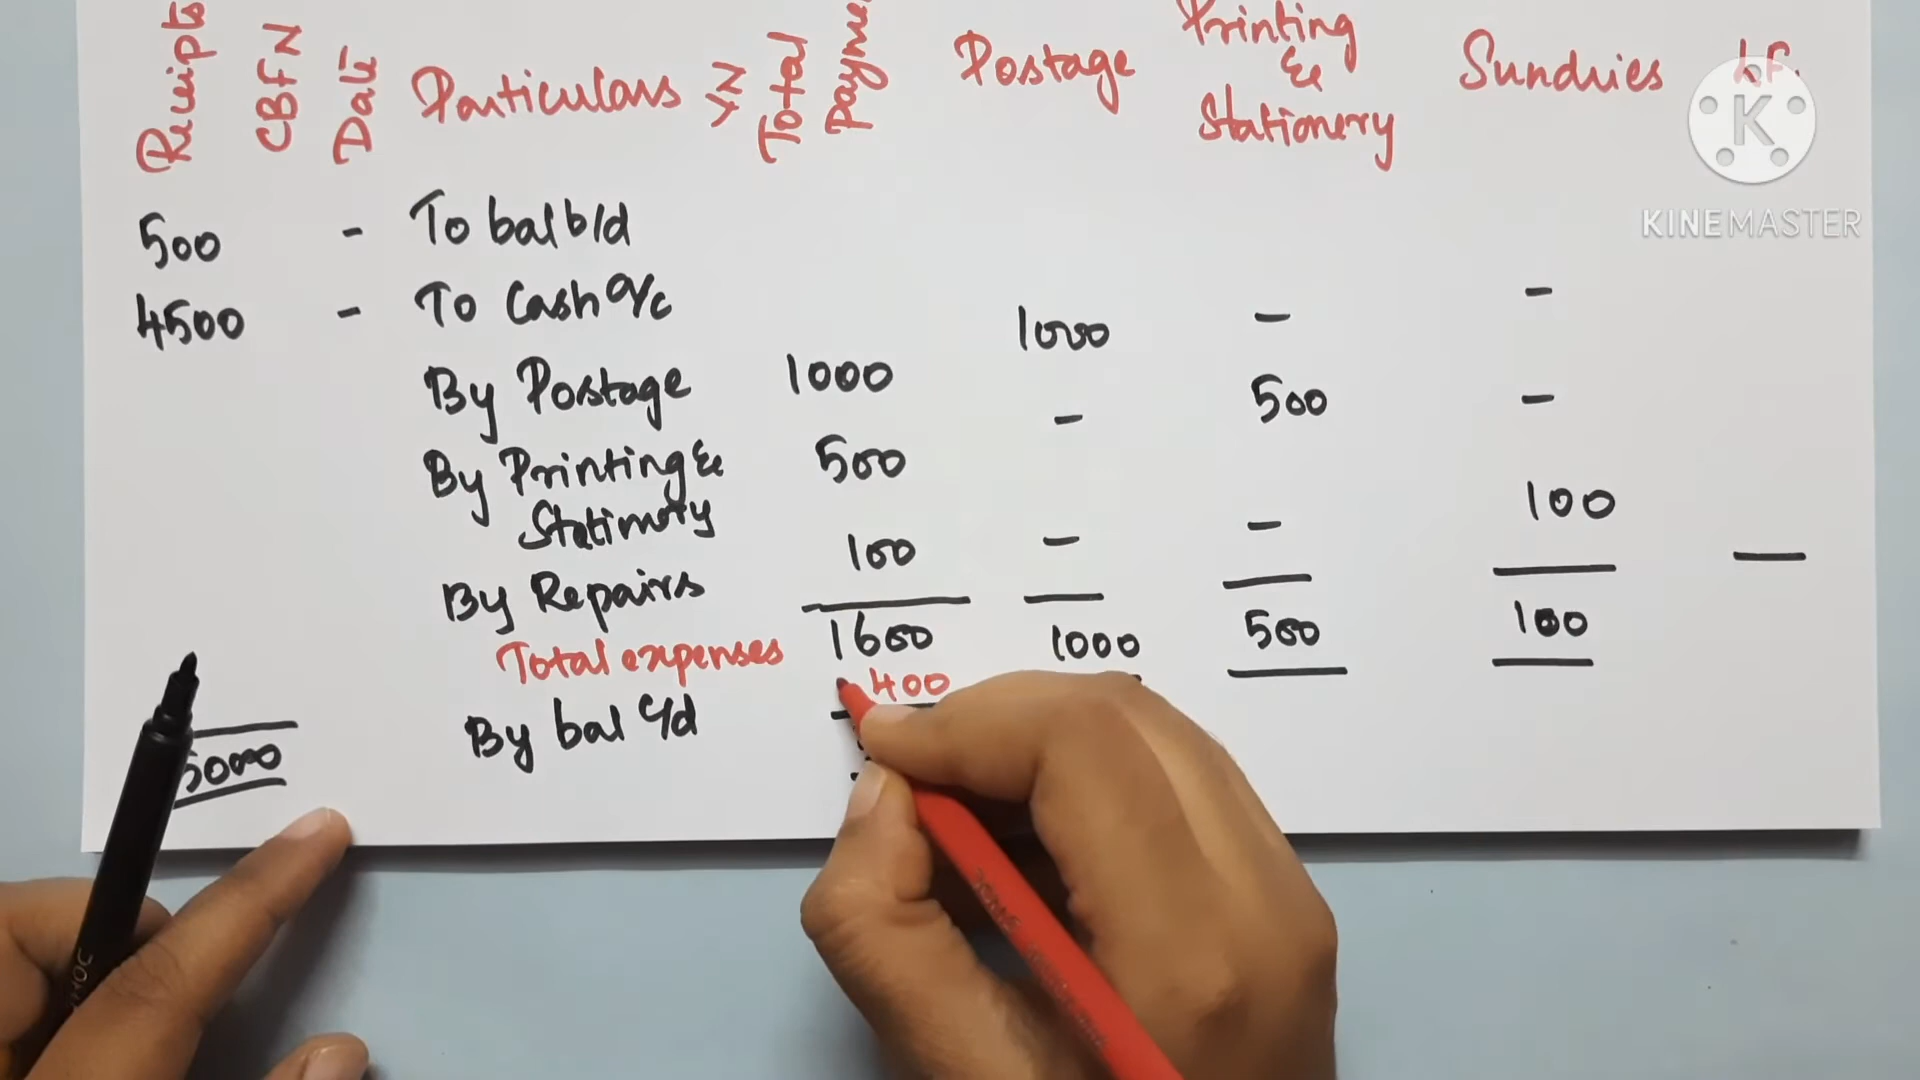 Receipts CBFN Date Particulars VN Total Payme Postage Printing & Stationery Sundries L.F.
500 - To bal b/d
4500 - To Cash a/c
By Postage 1000 1000 - -
By Printing & Stationery 500 - 500 -
By Repairs 100 - - 100
Total expenses 1600 1000 500 100
By bal c/d 400
5000
K
KINEMASTER